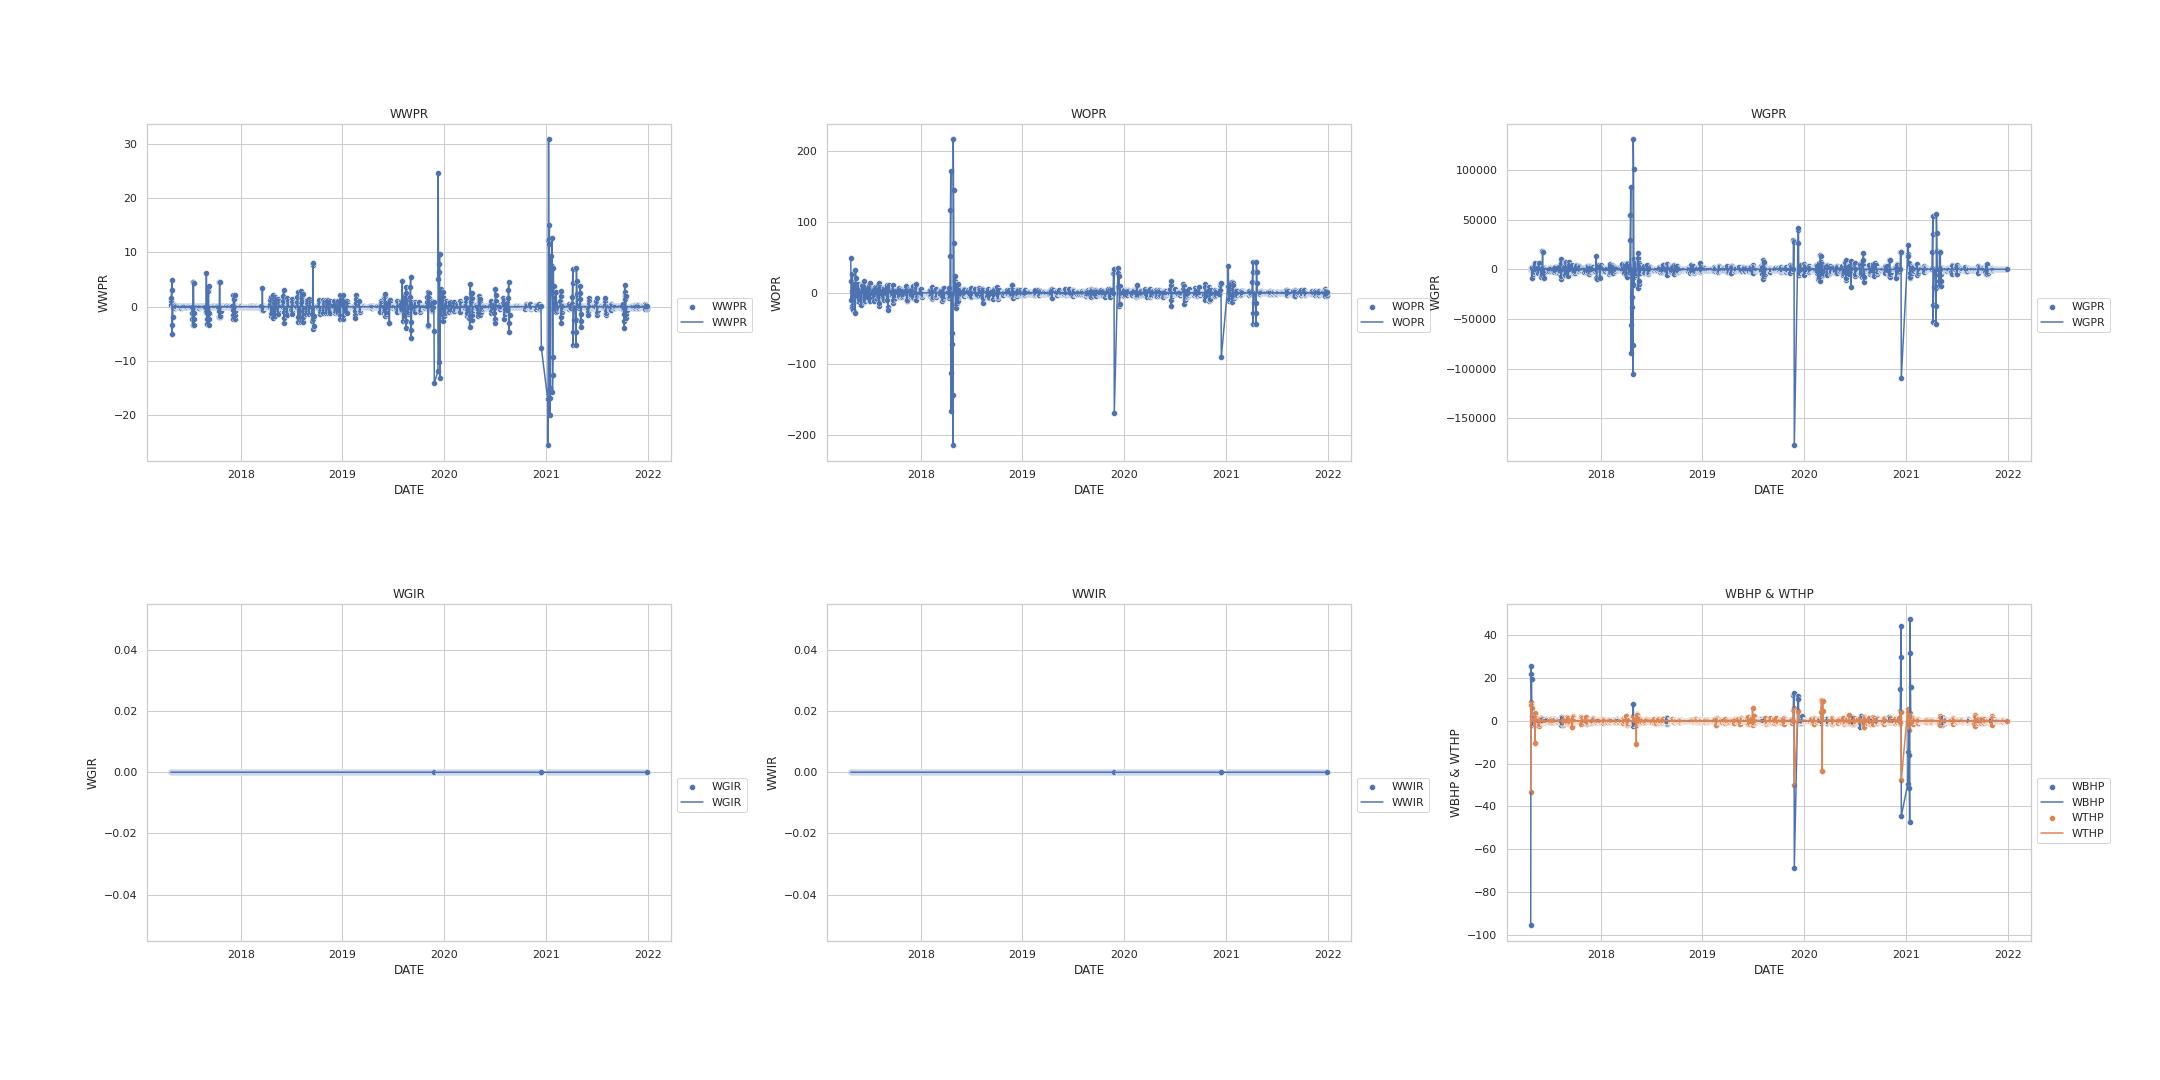 WWPR
30
20
10
0
−10
−20
WWPR
2018 2019 2020 2021 2022
DATE
WWPR
WWPR
WOPR
200
100
0
−100
−200
WOPR
2018 2019 2020 2021 2022
DATE
WOPR
WOPR
WGPR
100000
50000
0
−50000
−100000
−150000
WGPR
2018 2019 2020 2021 2022
DATE
WGPR
WGPR
WGIR
0.04
0.02
0.00
−0.02
−0.04
WGIR
2018 2019 2020 2021 2022
DATE
WGIR
WGIR
WWIR
0.04
0.02
0.00
−0.02
−0.04
WWIR
2018 2019 2020 2021 2022
DATE
WWIR
WWIR
WBHP & WTHP
40
20
0
−20
−40
−60
−80
−100
WBHP & WTHP
2018 2019 2020 2021 2022
DATE
WBHP
WBHP
WTHP
WTHP